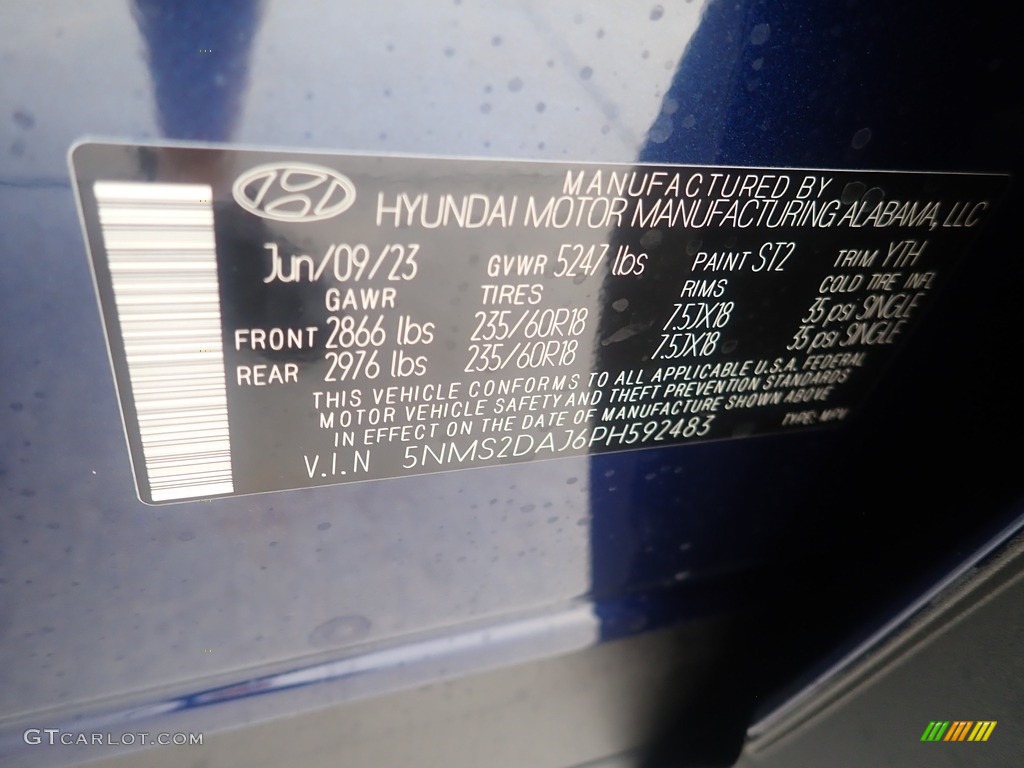 MANUFACTURED BY
HYUNDAI MOTOR MANUFACTURING ALABAMA, LLC
Jun/09/23 GVWR 5247 lbs PAINT ST2 TRIM YTH
GAWR TIRES RIMS COLD TIRE INFL
FRONT 2866 lbs 235/60R18 7.5JX18 35 psi SINGLE
REAR 2976 lbs 235/60R18 7.5JX18 35 psi SINGLE
THIS VEHICLE CONFORMS TO ALL APPLICABLE U.S.A. FEDERAL
MOTOR VEHICLE SAFETY AND THEFT PREVENTION STANDARDS
IN EFFECT ON THE DATE OF MANUFACTURE SHOWN ABOVE
V.I.N 5NMS2DAJ6PH592483 TYPE: MPV
GTCARLOT.COM